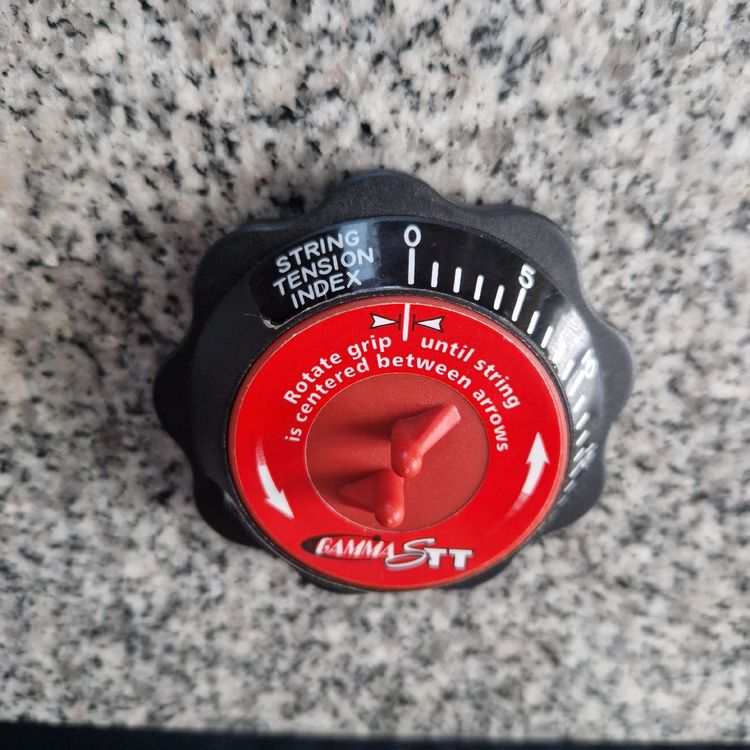 STRING
TENSION
INDEX
0
5
Rotate grip until string
is centered between arrows
GAMMA STT